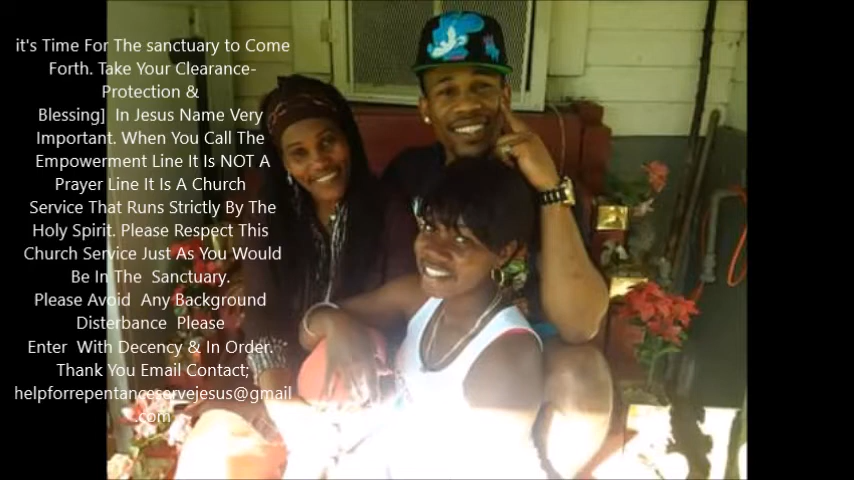 it's Time For The sanctuary to Come
Forth. Take Your Clearance-
Protection &
Blessing]  In Jesus Name Very
Important. When You Call The
Empowerment Line It Is NOT A
Prayer Line It Is A Church
Service That Runs Strictly By The
Holy Spirit. Please Respect This
Church Service Just As You Would
Be In The  Sanctuary.
Please Avoid  Any Background
Disterbance  Please
Enter  With Decency & In Order.
Thank You Email Contact;
helpforrepentanceservejesus@gmail
.com